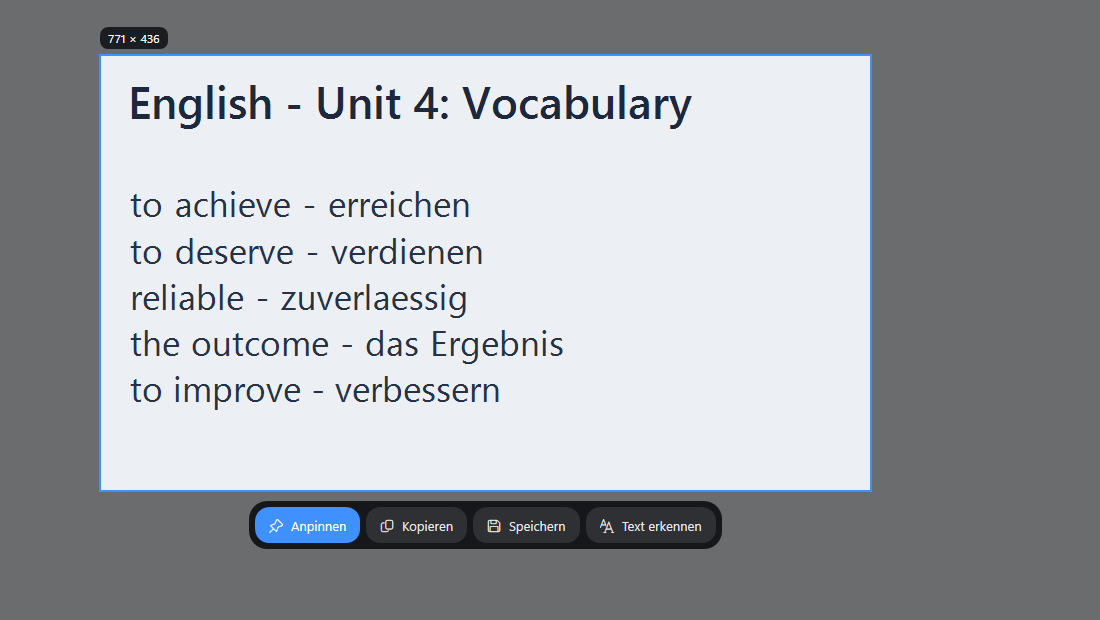 771 × 436
English - Unit 4: Vocabulary
to achieve - erreichen
to deserve - verdienen
reliable - zuverlaessig
the outcome - das Ergebnis
to improve - verbessern
Anpinnen Kopieren Speichern Text erkennen